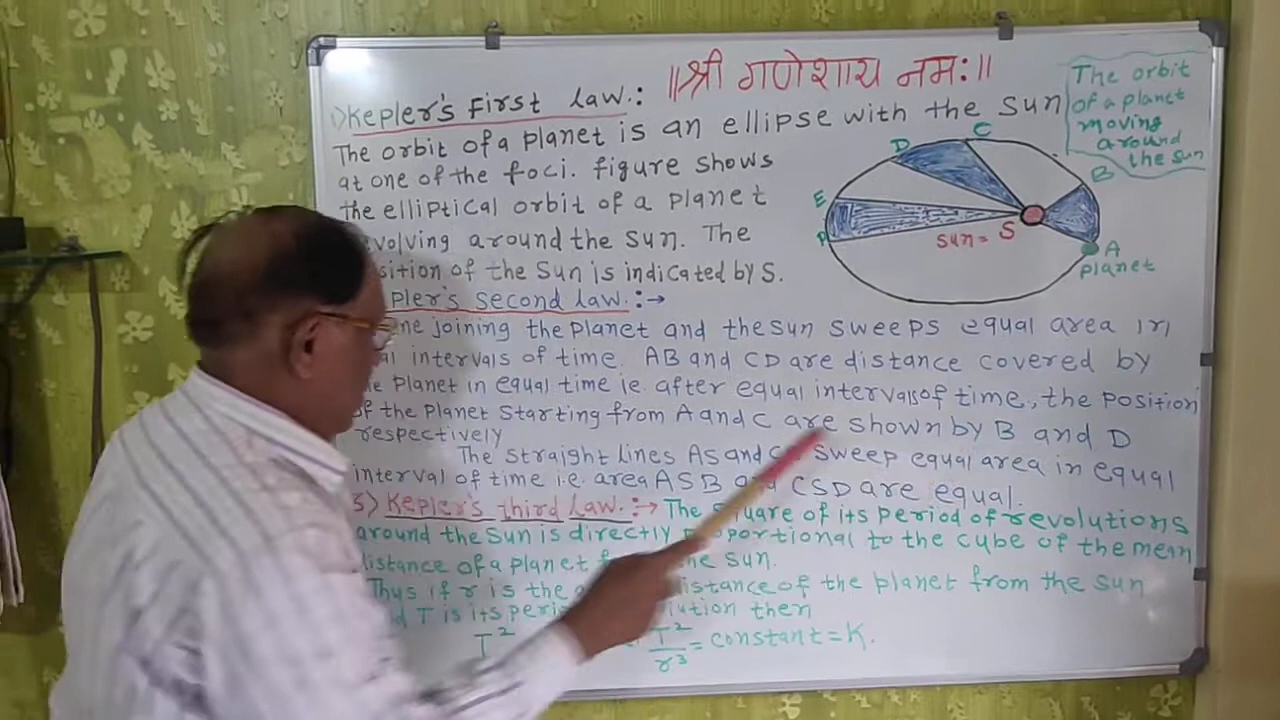 ॥श्री गणेशाय नमः॥
1) Kepler's First law.:
The orbit of a planet is an ellipse with the Sun
at one of the foci. figure shows
the elliptical orbit of a planet
volving around the sun. The
sition of the Sun is indicated by S.
pler's second law.:→
ne joining the planet and the sun sweeps equal area in
al intervals of time. AB and CD are distance covered by
planet in equal time ie. after equal intervals of time., the position
of the planet starting from A and C are shown by B and D
respectively
The straight lines AS and sweep equal area in equal
interval of time i.e. area ASB and CSD are equal.
3) Kepler's third law.:→ The square of its period of revolutions
around the sun is directly proportional to the cube of the mean
distance of a planet the sun.
Thus if r is the distance of the planet from the sun
T is its then
T² T²/r³ = constant = K.
The orbit
of a planet
moving
around
the sun
D
C
B
E
P
sun = S
A
planet